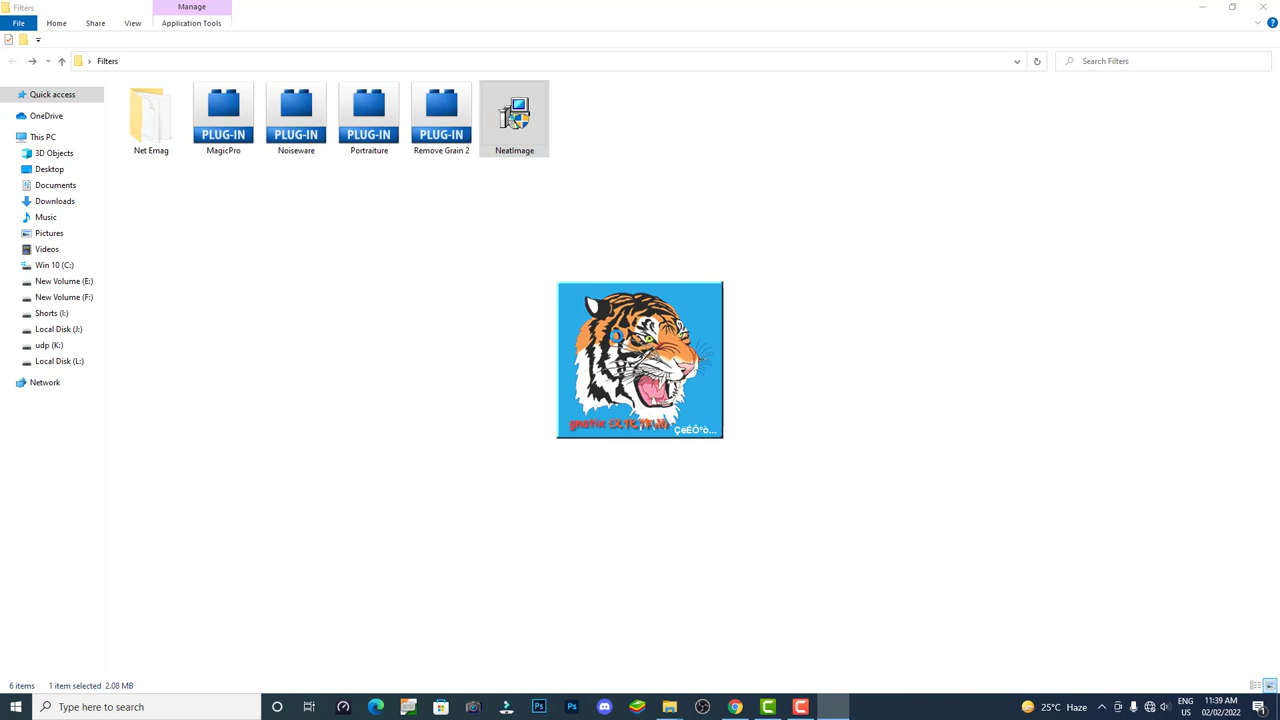 Filters
Manage
File
Home
Share
View
Application Tools
Filters
Search Filters
Quick access
OneDrive
This PC
3D Objects
Desktop
Documents
Downloads
Music
Pictures
Videos
Win 10 (C:)
New Volume (E:)
New Volume (F:)
Shorts (I:)
Local Disk (J:)
udp (K:)
Local Disk (L:)
Network
Net Emag
PLUG-IN
MagicPro
PLUG-IN
Noiseware
PLUG-IN
Portraiture
PLUG-IN
Remove Grain 2
NeatImage
汉化
ÇëÉÔºò...
6 items
1 item selected 2.08 MB
Type here to search
25°C Haze
ENG
US
11:39 AM
02/02/2022